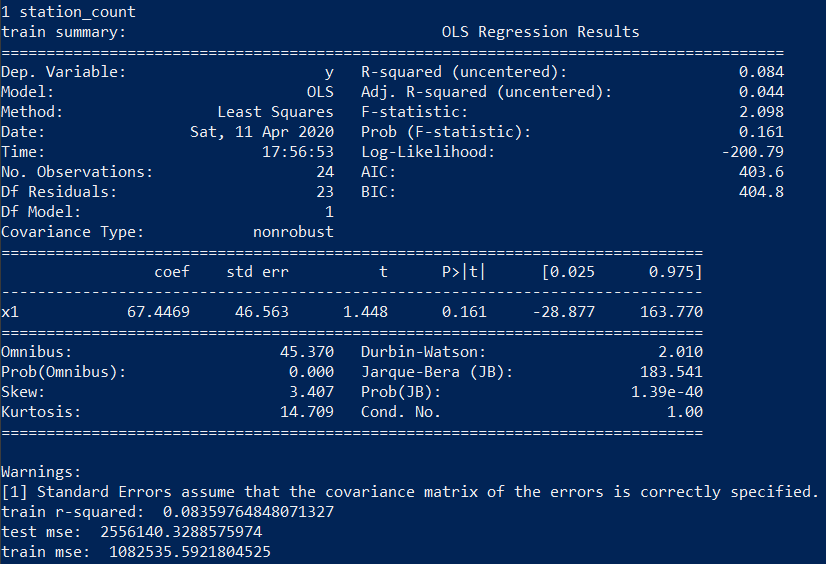 1 station_count
train summary:                                   OLS Regression Results
=======================================================================================
Dep. Variable:                      y   R-squared (uncentered):                   0.084
Model:                            OLS   Adj. R-squared (uncentered):              0.044
Method:                 Least Squares   F-statistic:                              2.098
Date:                Sat, 11 Apr 2020   Prob (F-statistic):                       0.161
Time:                        17:56:53   Log-Likelihood:                         -200.79
No. Observations:                  24   AIC:                                      403.6
Df Residuals:                      23   BIC:                                      404.8
Df Model:                           1
Covariance Type:            nonrobust
==============================================================================
                 coef    std err          t      P>|t|      [0.025      0.975]
------------------------------------------------------------------------------
x1            67.4469     46.563      1.448      0.161     -28.877     163.770
==============================================================================
Omnibus:                       45.370   Durbin-Watson:                   2.010
Prob(Omnibus):                  0.000   Jarque-Bera (JB):              183.541
Skew:                           3.407   Prob(JB):                     1.39e-40
Kurtosis:                      14.709   Cond. No.                         1.00
==============================================================================

Warnings:
[1] Standard Errors assume that the covariance matrix of the errors is correctly specified.
train r-squared:  0.08359764848071327
test mse:  2556140.3288575974
train mse:  1082535.5921804525